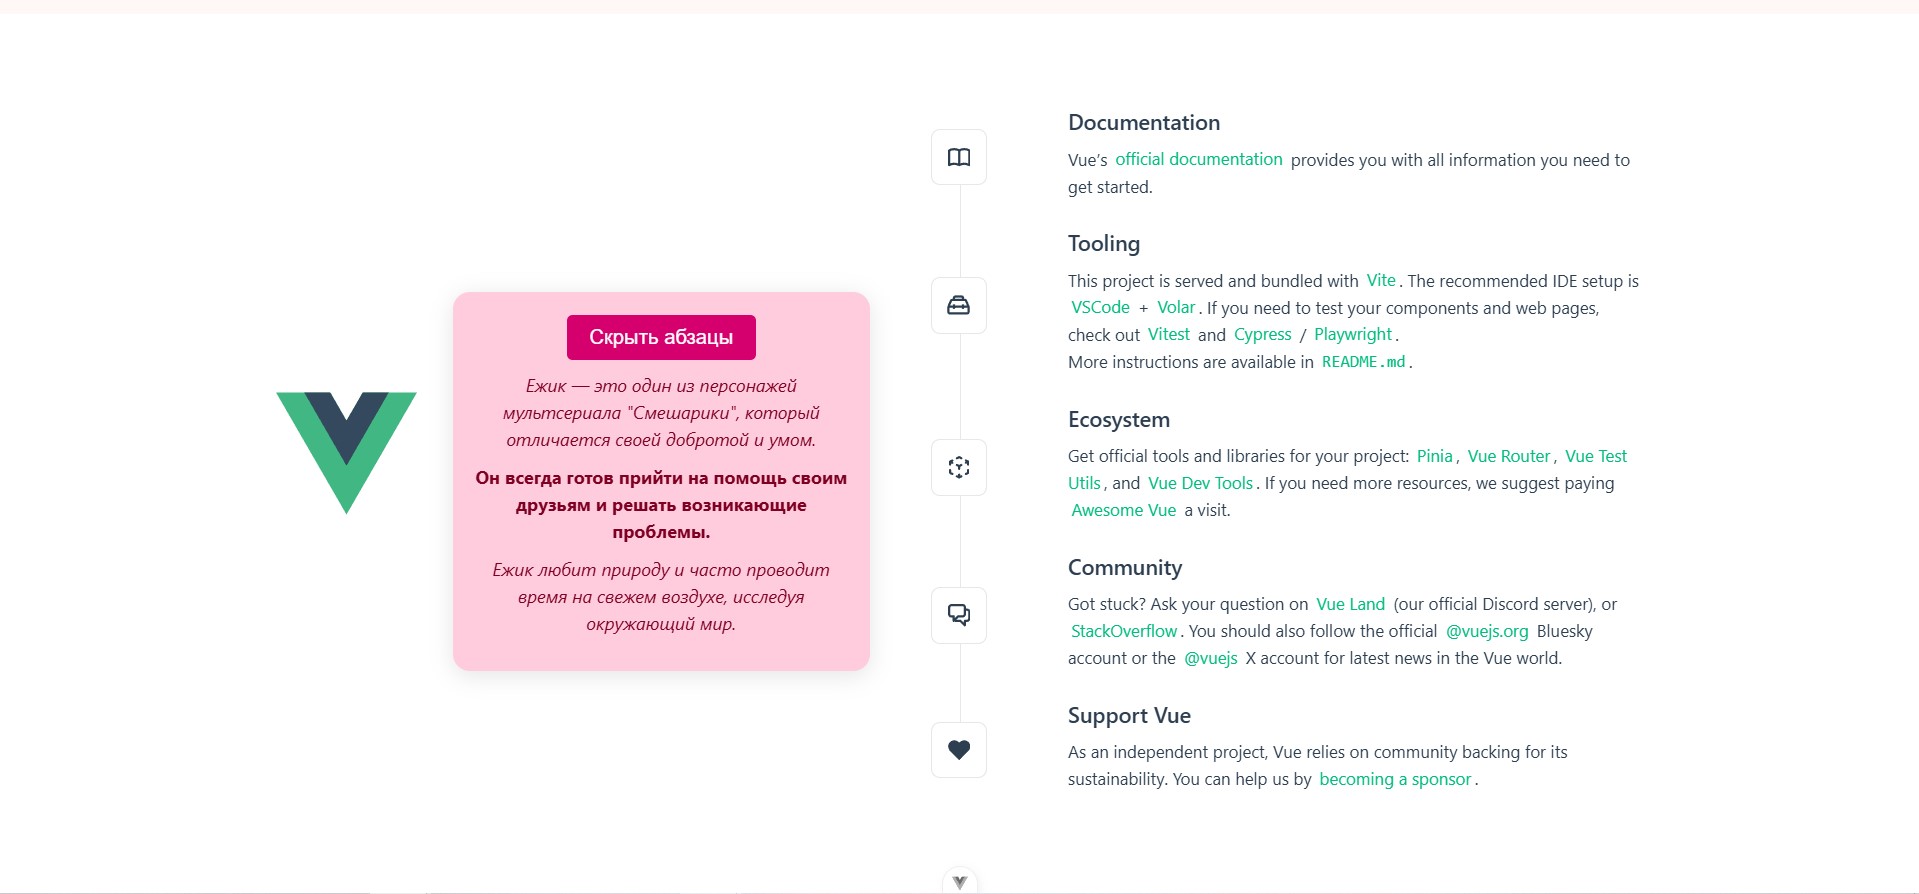 Скрыть абзацы
Ежик — это один из персонажей
мультсериала "Смешарики", который
отличается своей добротой и умом.
Он всегда готов прийти на помощь своим
друзьям и решать возникающие
проблемы.
Ежик любит природу и часто проводит
время на свежем воздухе, исследуя
окружающий мир.
Documentation
Vue’s official documentation provides you with all information you need to
get started.
Tooling
This project is served and bundled with Vite. The recommended IDE setup is
VSCode + Volar. If you need to test your components and web pages,
check out Vitest and Cypress / Playwright.
More instructions are available in README.md.
Ecosystem
Get official tools and libraries for your project: Pinia, Vue Router, Vue Test
Utils, and Vue Dev Tools. If you need more resources, we suggest paying
Awesome Vue a visit.
Community
Got stuck? Ask your question on Vue Land (our official Discord server), or
StackOverflow. You should also follow the official @vuejs.org Bluesky
account or the @vuejs X account for latest news in the Vue world.
Support Vue
As an independent project, Vue relies on community backing for its
sustainability. You can help us by becoming a sponsor.